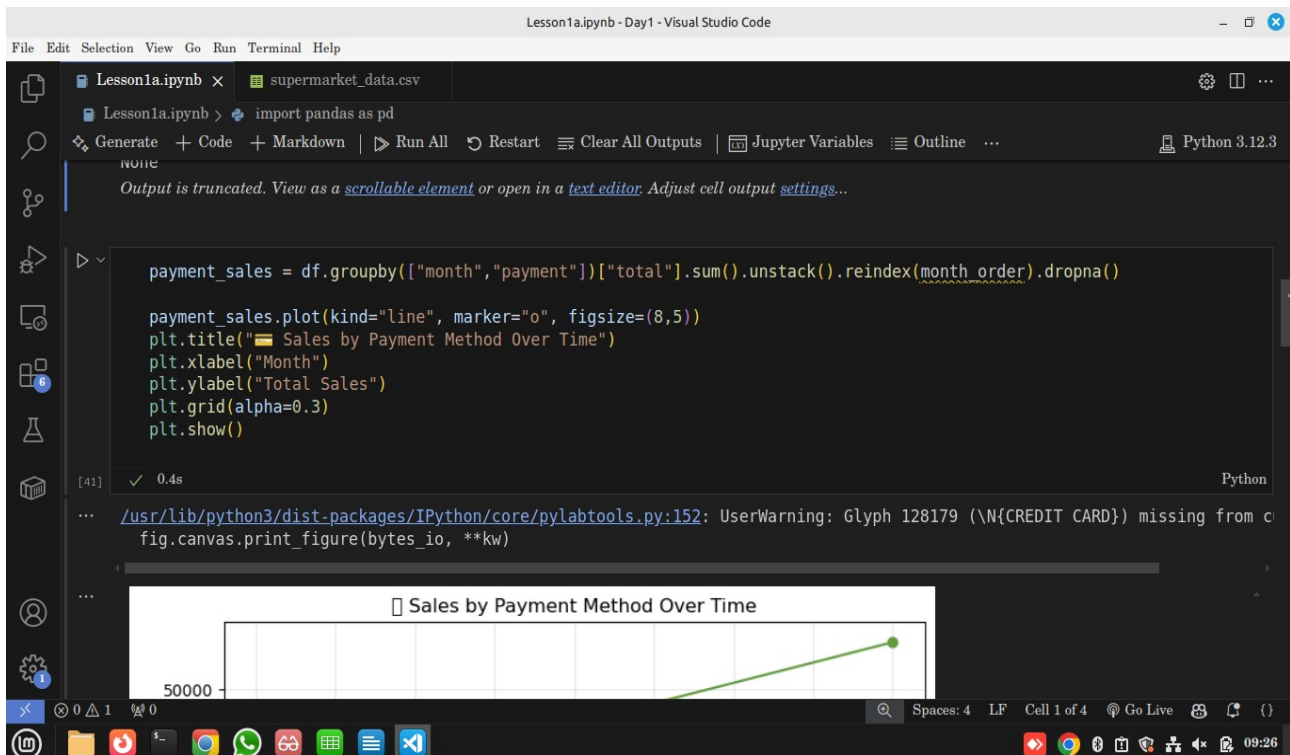 Lesson1a.ipynb - Day1 - Visual Studio Code
File Edit Selection View Go Run Terminal Help
Lesson1a.ipynb supermarket_data.csv
Lesson1a.ipynb > import pandas as pd
Generate + Code + Markdown | Run All Restart Clear All Outputs | Jupyter Variables Outline ... Python 3.12.3
None
Output is truncated. View as a scrollable element or open in a text editor. Adjust cell output settings...
payment_sales = df.groupby(["month","payment"])["total"].sum().unstack().reindex(month_order).dropna()
payment_sales.plot(kind="line", marker="o", figsize=(8,5))
plt.title("💳 Sales by Payment Method Over Time")
plt.xlabel("Month")
plt.ylabel("Total Sales")
plt.grid(alpha=0.3)
plt.show()
[41] ✓ 0.4s Python
... /usr/lib/python3/dist-packages/IPython/core/pylabtools.py:152: UserWarning: Glyph 128179 (\N{CREDIT CARD}) missing from c
fig.canvas.print_figure(bytes_io, **kw)
...
▯ Sales by Payment Method Over Time
50000
6
1
0 1 0 Spaces: 4 LF Cell 1 of 4 Go Live {}
09:26